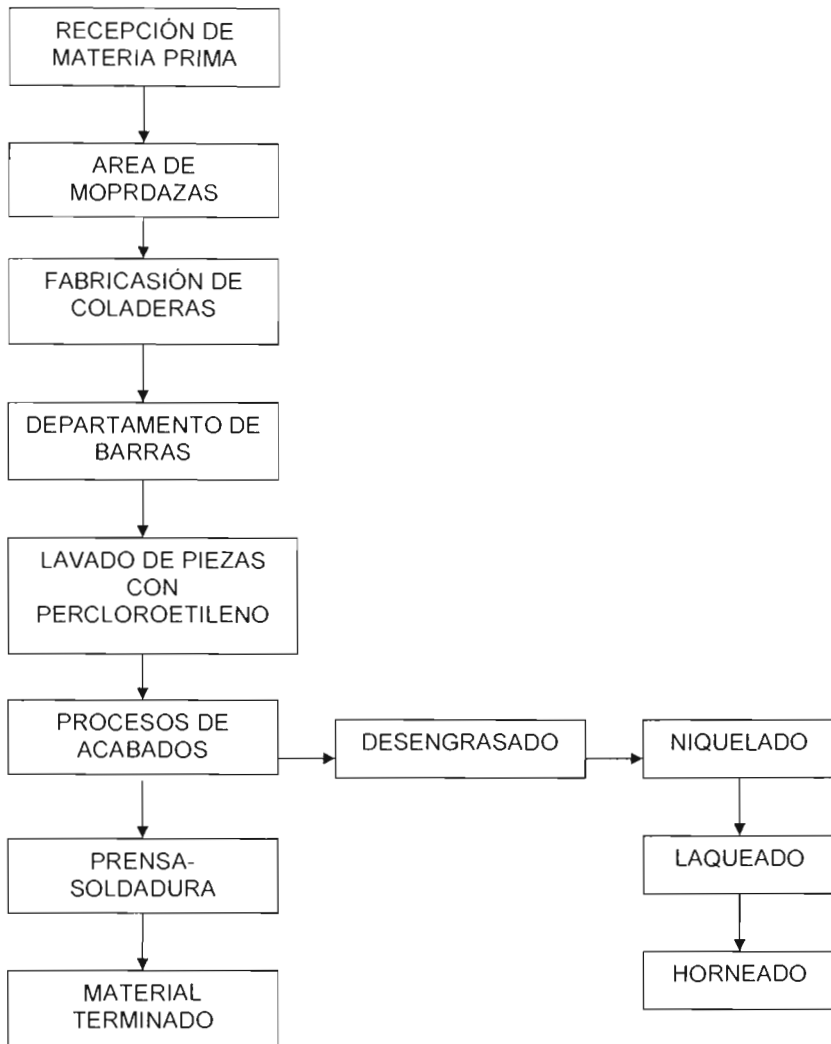 RECEPCIÓN DE
MATERIA PRIMA
AREA DE
MOPRDAZAS
FABRICASIÓN DE
COLADERAS
DEPARTAMENTO DE
BARRAS
LAVADO DE PIEZAS
CON
PERCLOROETILENO
PROCESOS DE
ACABADOS
DESENGRASADO
NIQUELADO
LAQUEADO
HORNEADO
PRENSA-
SOLDADURA
MATERIAL
TERMINADO